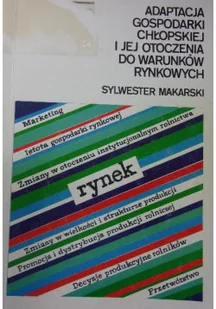 ADAPTACJA
GOSPODARKI
CHŁOPSKIEJ
I JEJ OTOCZENIA
DO WARUNKÓW
RYNKOWYCH
SYLWESTER MAKARSKI
Marketing
Istota gospodarki rynkowej
Zmiany w otoczeniu instytucjonalnym rolnictwa
rynek
Zmiany w wielkości i strukturze produkcji
Promocja i dystrybucja produkcji rolniczej
Decyzje produkcyjne rolników
Przetwórstwo